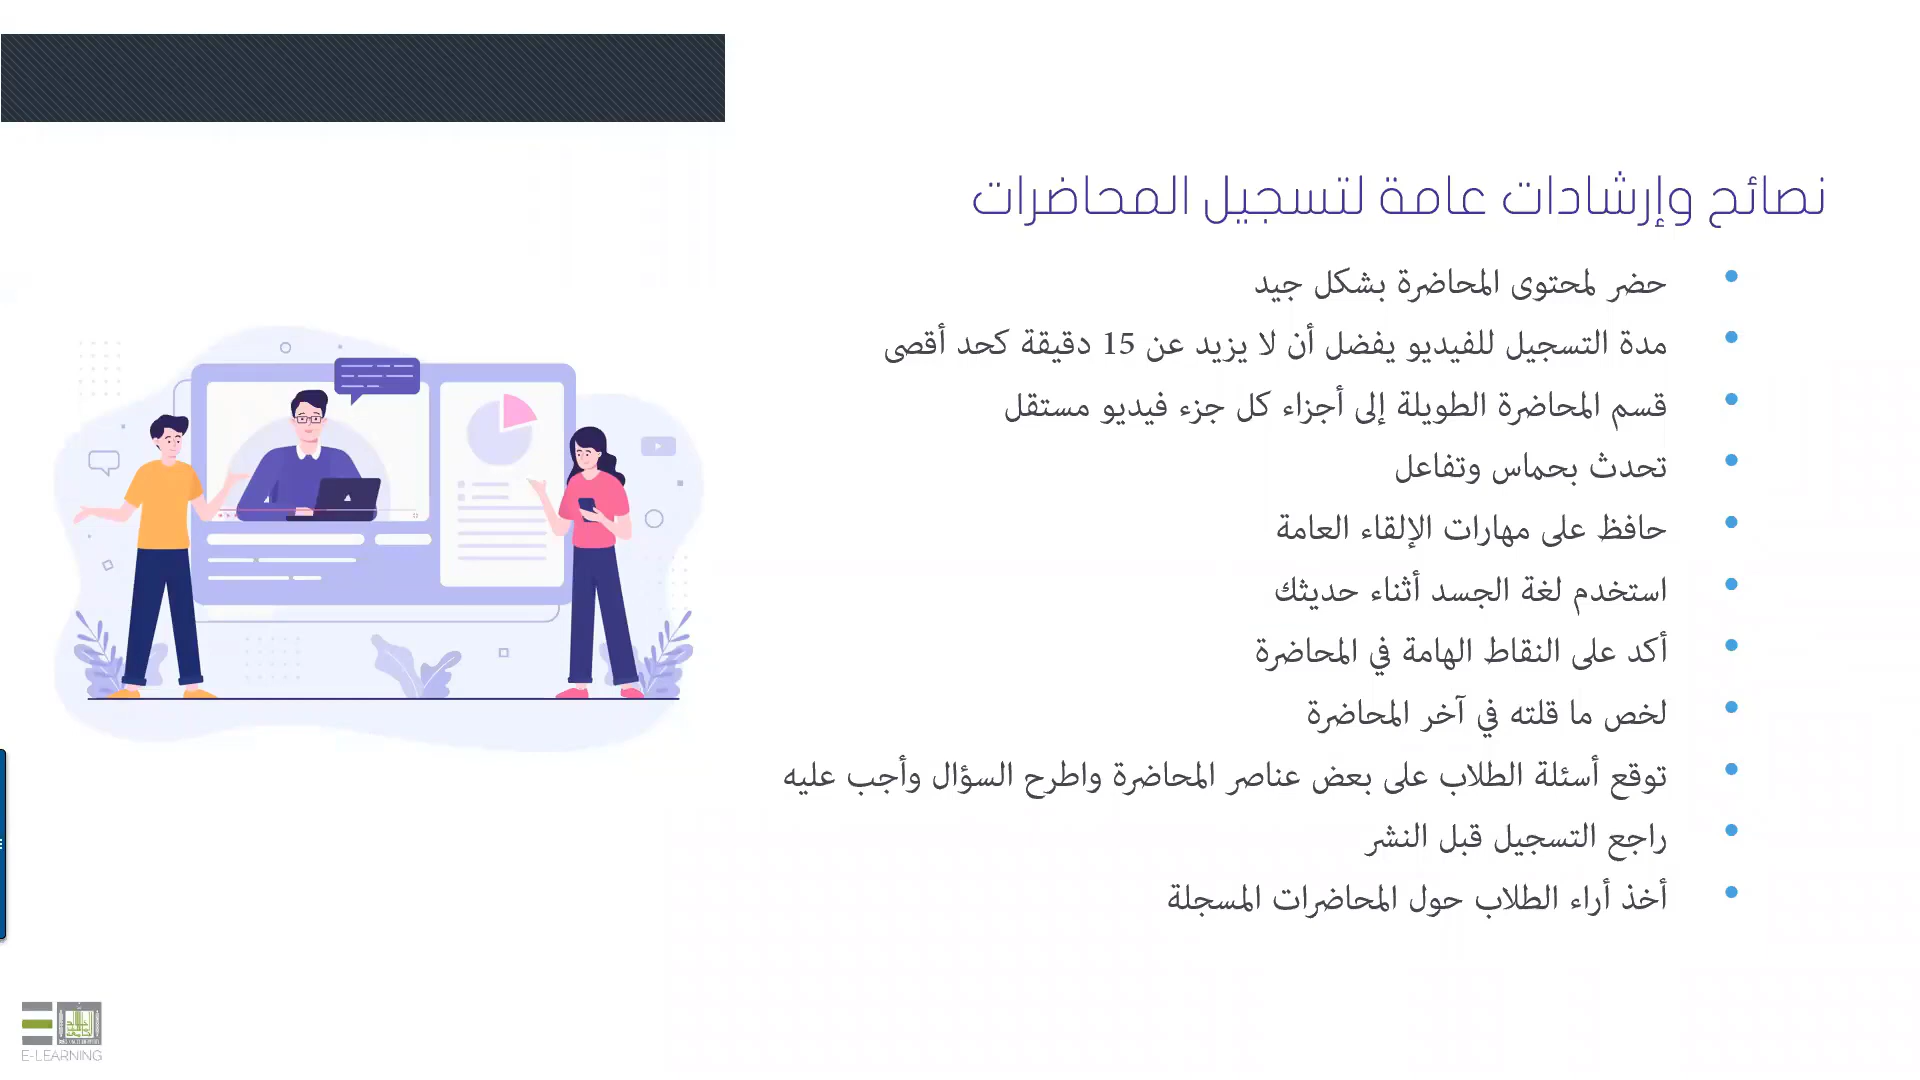 نصائح وإرشادات عامة لتسجيل المحاضرات
• حضر لمحتوى المحاضرة بشكل جيد
• مدة التسجيل للفيديو يفضل أن لا يزيد عن 15 دقيقة كحد أقصى
• قسم المحاضرة الطويلة إلى أجزاء كل جزء فيديو مستقل
• تحدث بحماس وتفاعل
• حافظ على مهارات الإلقاء العامة
• استخدم لغة الجسد أثناء حديثك
• أكد على النقاط الهامة في المحاضرة
• لخص ما قلته في آخر المحاضرة
• توقع أسئلة الطلاب على بعض عناصر المحاضرة واطرح السؤال وأجب عليه
• راجع التسجيل قبل النشر
• أخذ أراء الطلاب حول المحاضرات المسجلة
E-LEARNING